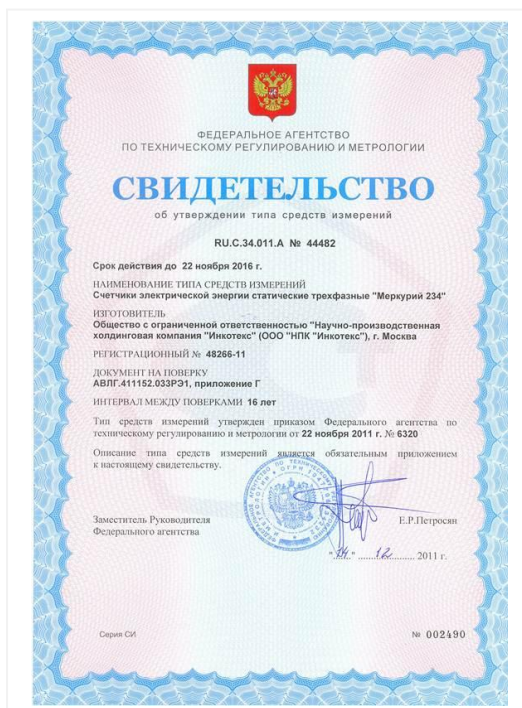 ФЕДЕРАЛЬНОЕ АГЕНТСТВО
ПО ТЕХНИЧЕСКОМУ РЕГУЛИРОВАНИЮ И МЕТРОЛОГИИ
СВИДЕТЕЛЬСТВО
об утверждении типа средств измерений
RU.C.34.011.A № 44482
Срок действия до 22 ноября 2016 г.
НАИМЕНОВАНИЕ ТИПА СРЕДСТВ ИЗМЕРЕНИЙ
Счетчики электрической энергии статические трехфазные "Меркурий 234"
ИЗГОТОВИТЕЛЬ
Общество с ограниченной ответственностью "Научно-производственная
холдинговая компания "Инкотекс" (ООО "НПК "Инкотекс"), г. Москва
РЕГИСТРАЦИОННЫЙ № 48266-11
ДОКУМЕНТ НА ПОВЕРКУ
АВЛГ.411152.033РЭ1, приложение Г
ИНТЕРВАЛ МЕЖДУ ПОВЕРКАМИ 16 лет
Тип средств измерений утвержден приказом Федерального агентства по
техническому регулированию и метрологии от 22 ноября 2011 г. № 6320
Описание типа средств измерений является обязательным приложением
к настоящему свидетельству.
Заместитель Руководителя
Е.Р.Петросян
Федерального агентства
"14" 12 2011 г.
Серия СИ
№ 002490